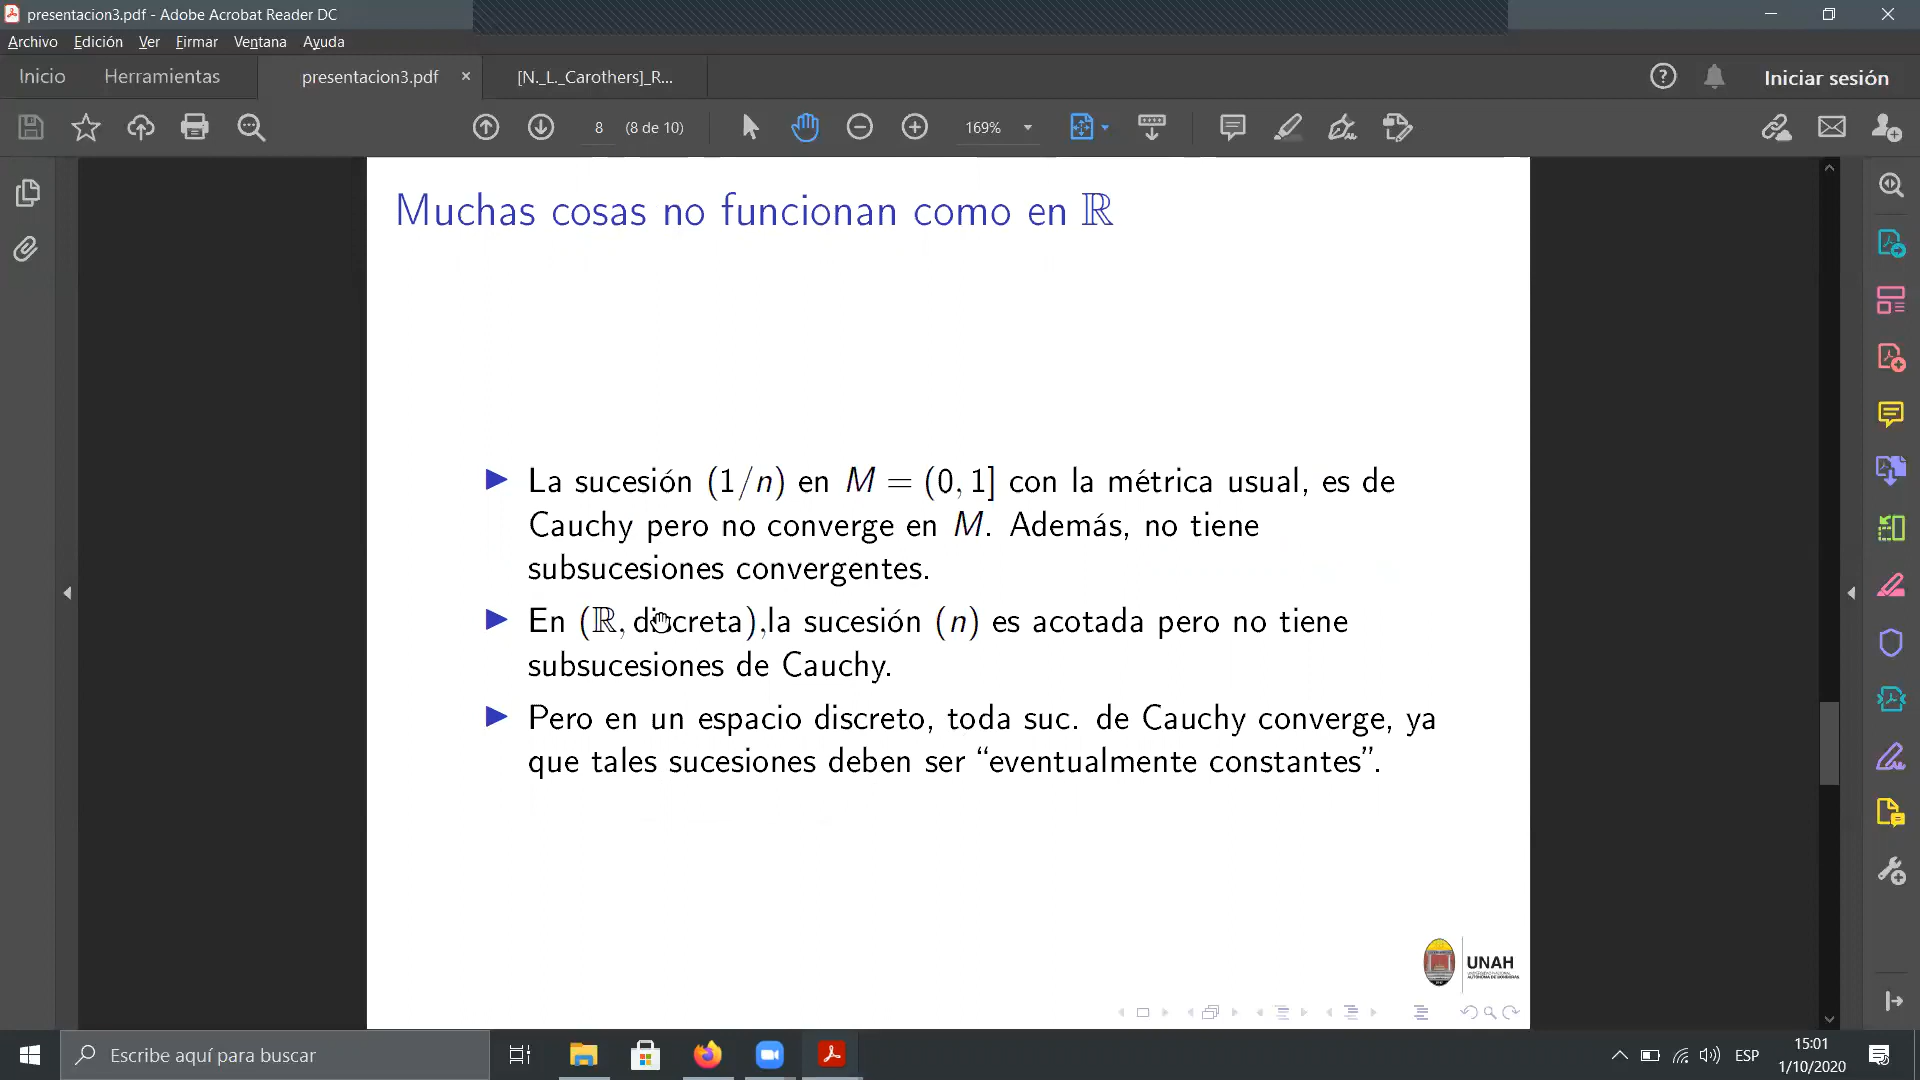 presentacion3.pdf - Adobe Acrobat Reader DC
Archivo Edición Ver Firmar Ventana Ayuda
Inicio Herramientas presentacion3.pdf × [N._L._Carothers]_R... Iniciar sesión
8 (8 de 10) 169%
Muchas cosas no funcionan como en ℝ
▶ La sucesión (1/n) en M = (0, 1] con la métrica usual, es de
Cauchy pero no converge en M. Además, no tiene
subsucesiones convergentes.
▶ En (ℝ, discreta),la sucesión (n) es acotada pero no tiene
subsucesiones de Cauchy.
▶ Pero en un espacio discreto, toda suc. de Cauchy converge, ya
que tales sucesiones deben ser “eventualmente constantes”.
UNAH
Escribe aquí para buscar
ESP
15:01
1/10/2020